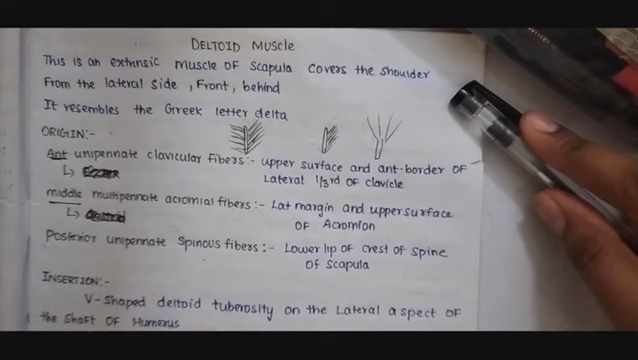 DELTOID MUSCLE
This is an extrinsic muscle OF Scapula covers the shoulder
From the lateral side , Front , behind
It resembles the Greek letter delta
ORIGIN:-
Ant unipennate clavicular fibers:- upper surface and ant-border OF
Lateral 1/3rd of clavicle
middle multipennate acromial fibers:- Lat margin and upper surface
OF Acromion
Posterior unipennate Spinous fibers:- Lower lip of crest of spine
of scapula
INSERTION:-
V-Shaped deltoid tuberosity on the Lateral aspect OF
the Shaft OF Humerus